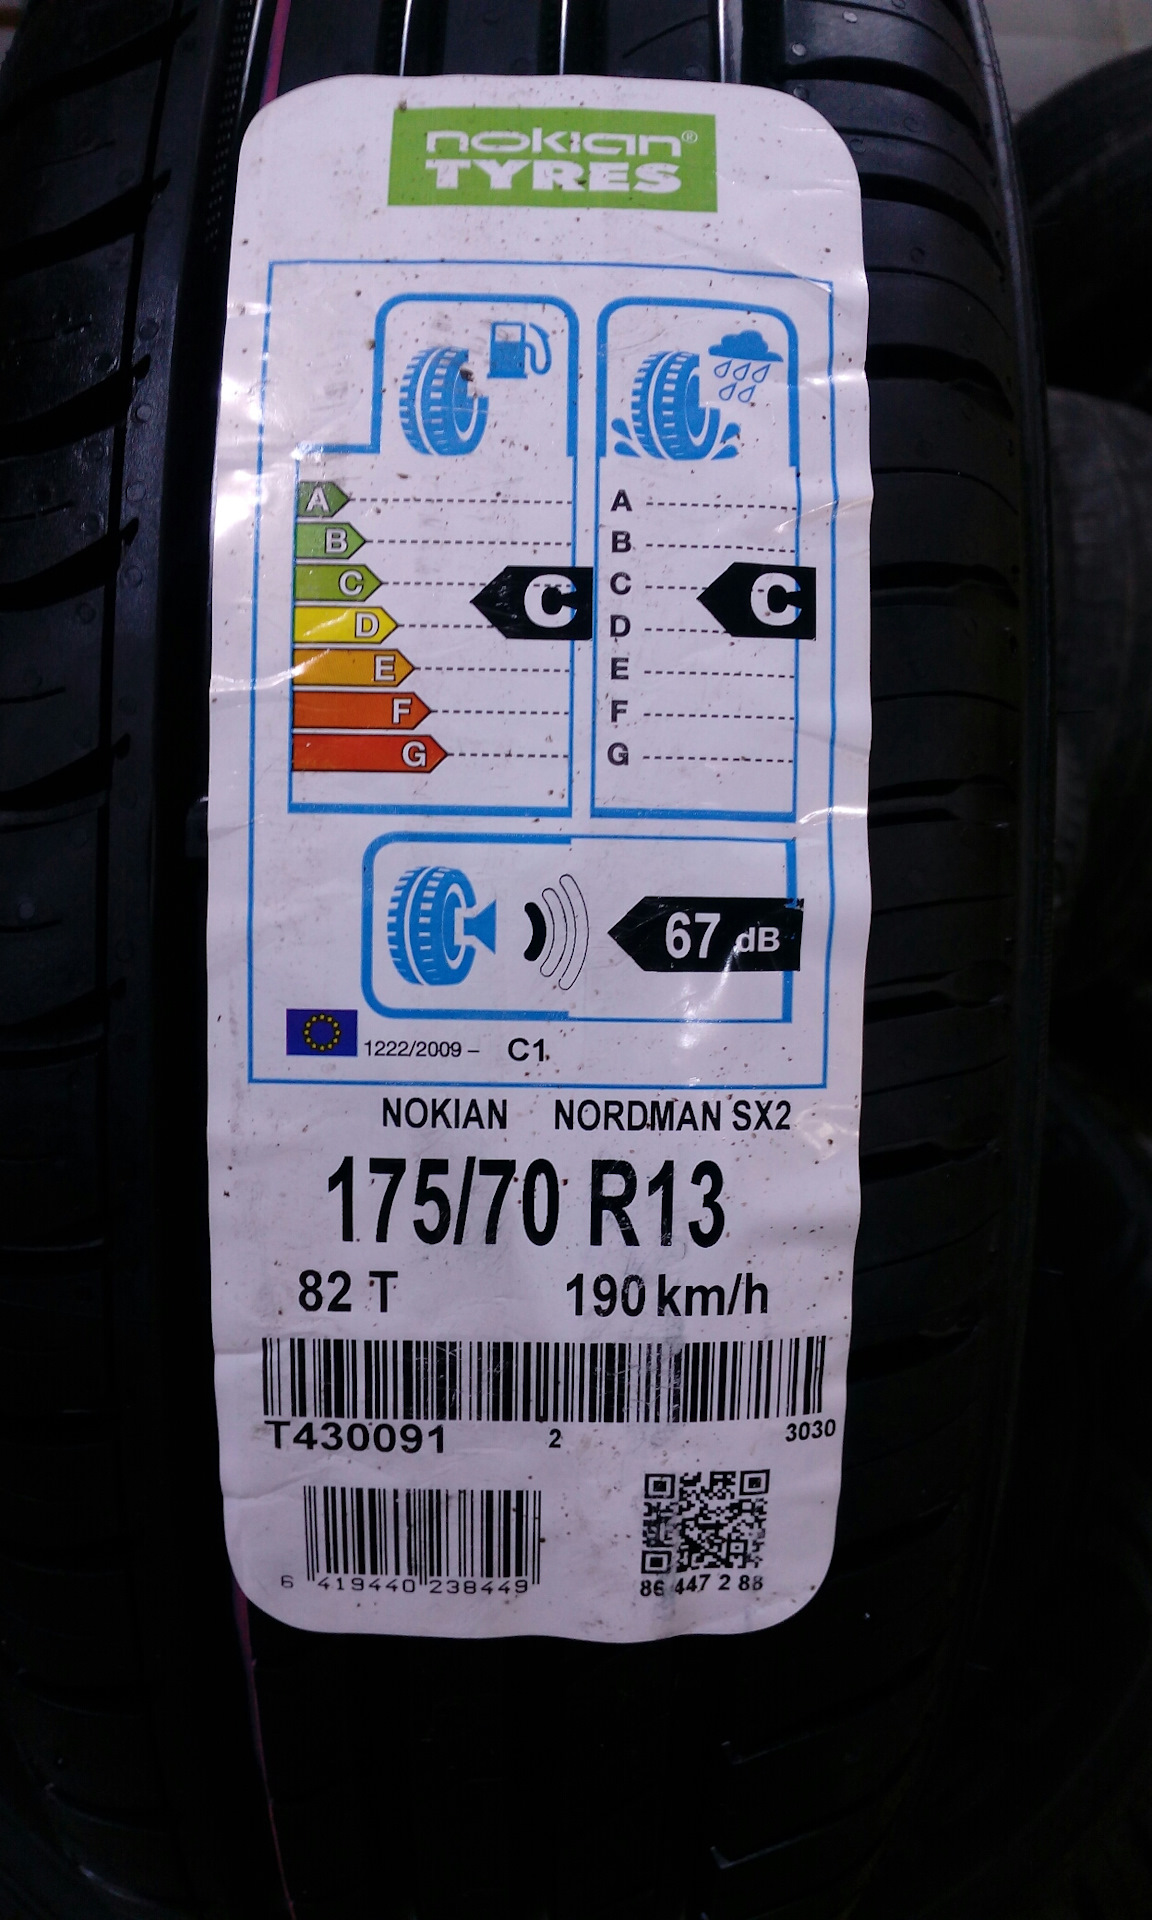 nokian®
TYRES
A A
B B
C C C C
D D
E E
F F
G G
67 dB
1222/2009 – C1
NOKIAN NORDMAN SX2
175/70 R13
82 T 190 km/h
T430091 2 3030
6 419440 238449
86 447 2 88